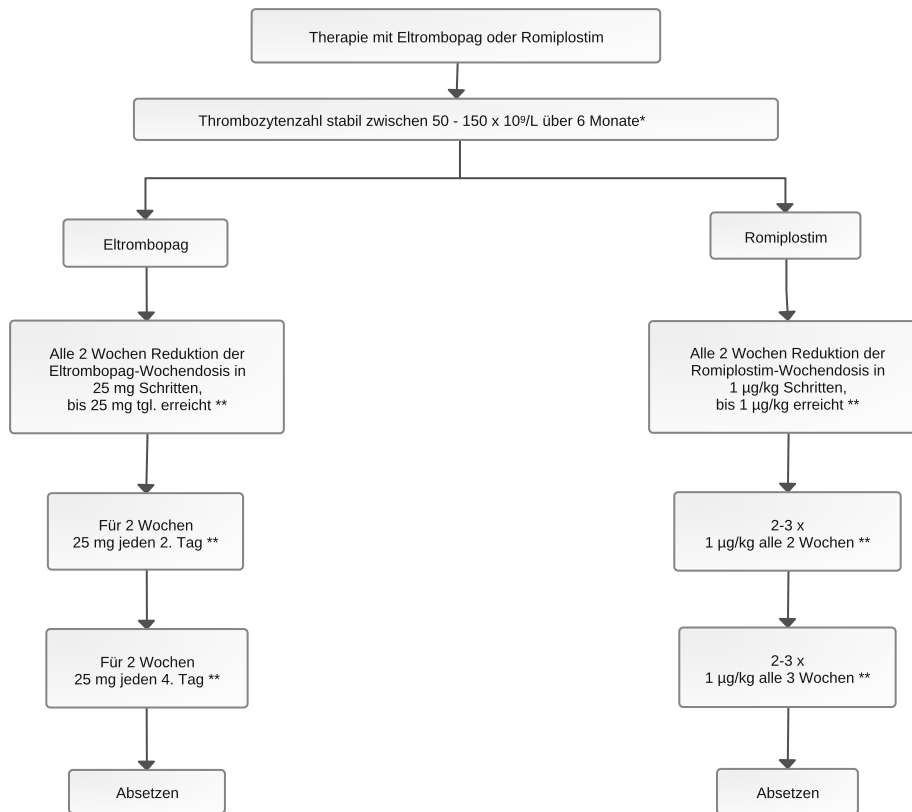 Therapie mit Eltrombopag oder Romiplostim
Thrombozytenzahl stabil zwischen 50 - 150 x 10⁹/L über 6 Monate*
Eltrombopag
Romiplostim
Alle 2 Wochen Reduktion der
Eltrombopag-Wochendosis in
25 mg Schritten,
bis 25 mg tgl. erreicht **
Alle 2 Wochen Reduktion der
Romiplostim-Wochendosis in
1 µg/kg Schritten,
bis 1 µg/kg erreicht **
Für 2 Wochen
25 mg jeden 2. Tag **
2-3 x
1 µg/kg alle 2 Wochen **
Für 2 Wochen
25 mg jeden 4. Tag **
2-3 x
1 µg/kg alle 3 Wochen **
Absetzen
Absetzen